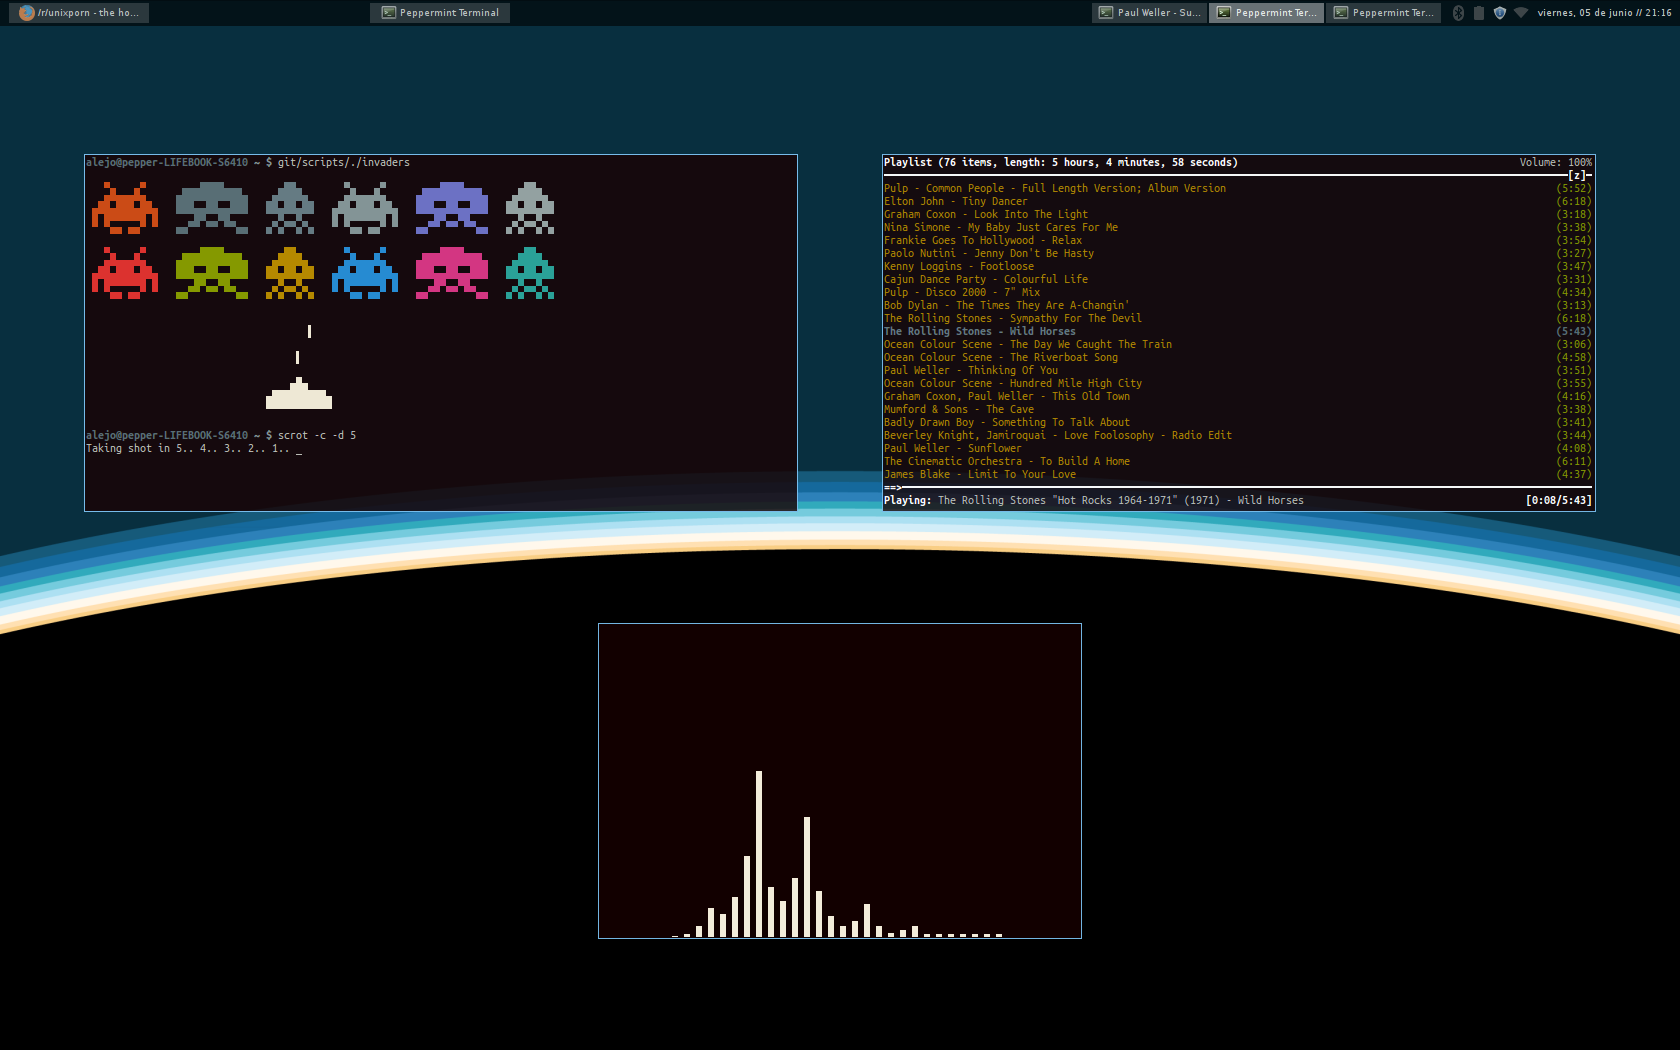 /r/unixporn - the ho...
Peppermint Terminal
Paul Weller - Su...
Peppermint Ter...
Peppermint Ter...
viernes, 05 de junio // 21:16
alejo@pepper-LIFEBOOK-S6410 ~ $ git/scripts/./invaders
alejo@pepper-LIFEBOOK-S6410 ~ $ scrot -c -d 5
Taking shot in 5.. 4.. 3.. 2.. 1.. _
Playlist (76 items, length: 5 hours, 4 minutes, 58 seconds) Volume: 100%
[z]
Pulp - Common People - Full Length Version; Album Version (5:52)
Elton John - Tiny Dancer (6:18)
Graham Coxon - Look Into The Light (3:18)
Nina Simone - My Baby Just Cares For Me (3:38)
Frankie Goes To Hollywood - Relax (3:54)
Paolo Nutini - Jenny Don't Be Hasty (3:27)
Kenny Loggins - Footloose (3:47)
Cajun Dance Party - Colourful Life (3:31)
Pulp - Disco 2000 - 7" Mix (4:34)
Bob Dylan - The Times They Are A-Changin' (3:13)
The Rolling Stones - Sympathy For The Devil (6:18)
The Rolling Stones - Wild Horses (5:43)
Ocean Colour Scene - The Day We Caught The Train (3:06)
Ocean Colour Scene - The Riverboat Song (4:58)
Paul Weller - Thinking Of You (3:51)
Ocean Colour Scene - Hundred Mile High City (3:55)
Graham Coxon, Paul Weller - This Old Town (4:16)
Mumford & Sons - The Cave (3:38)
Badly Drawn Boy - Something To Talk About (3:41)
Beverley Knight, Jamiroquai - Love Foolosophy - Radio Edit (3:44)
Paul Weller - Sunflower (4:08)
The Cinematic Orchestra - To Build A Home (6:11)
James Blake - Limit To Your Love (4:37)
==>
Playing: The Rolling Stones "Hot Rocks 1964-1971" (1971) - Wild Horses [0:08/5:43]